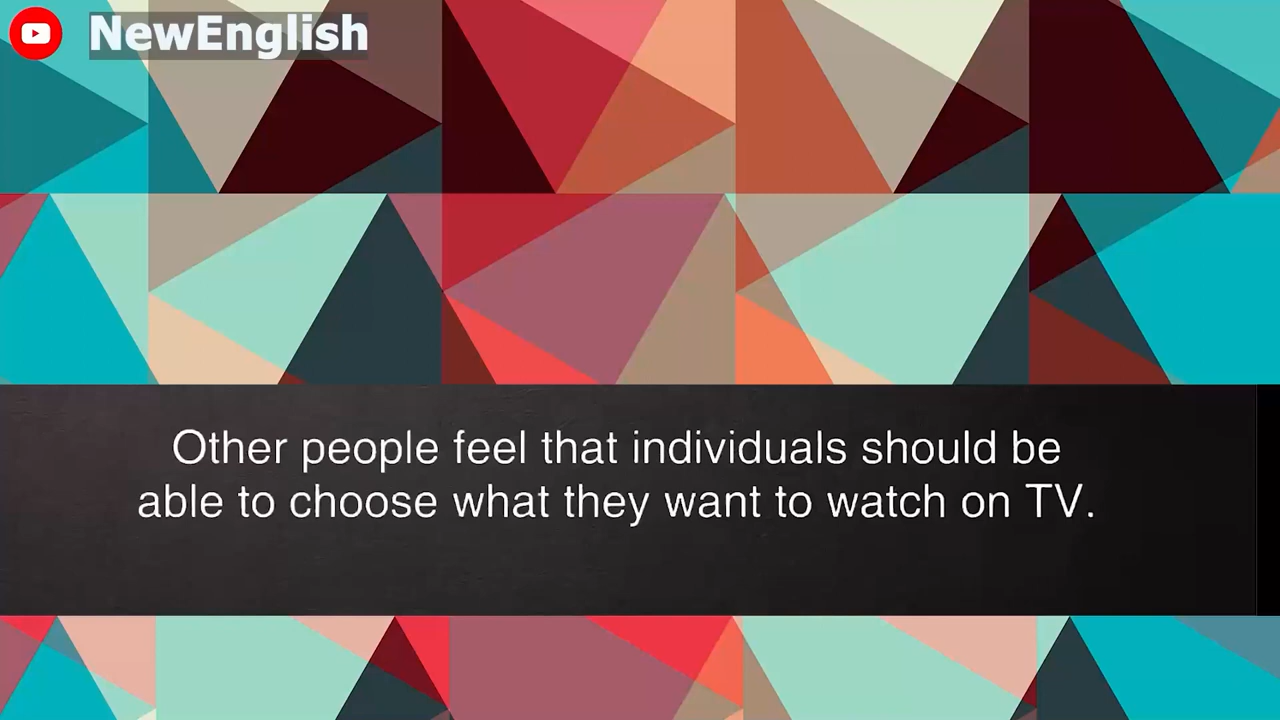 NewEnglish
Other people feel that individuals should be
able to choose what they want to watch on TV.